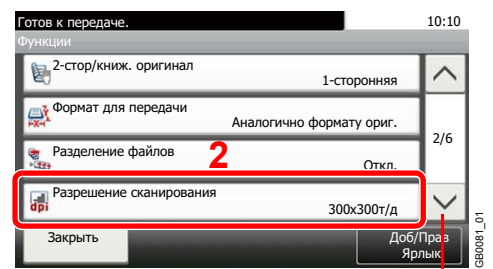 Готов к передаче. 10:10
Функции
2-стор/книж. оригинал
1-сторонняя
Формат для передачи
Аналогично формату ориг.
2/6
Разделение файлов
2
Откл.
Разрешение сканирования
dpi
300x300т/д
Закрыть
Доб/Прав
Ярлык
GB0081_01